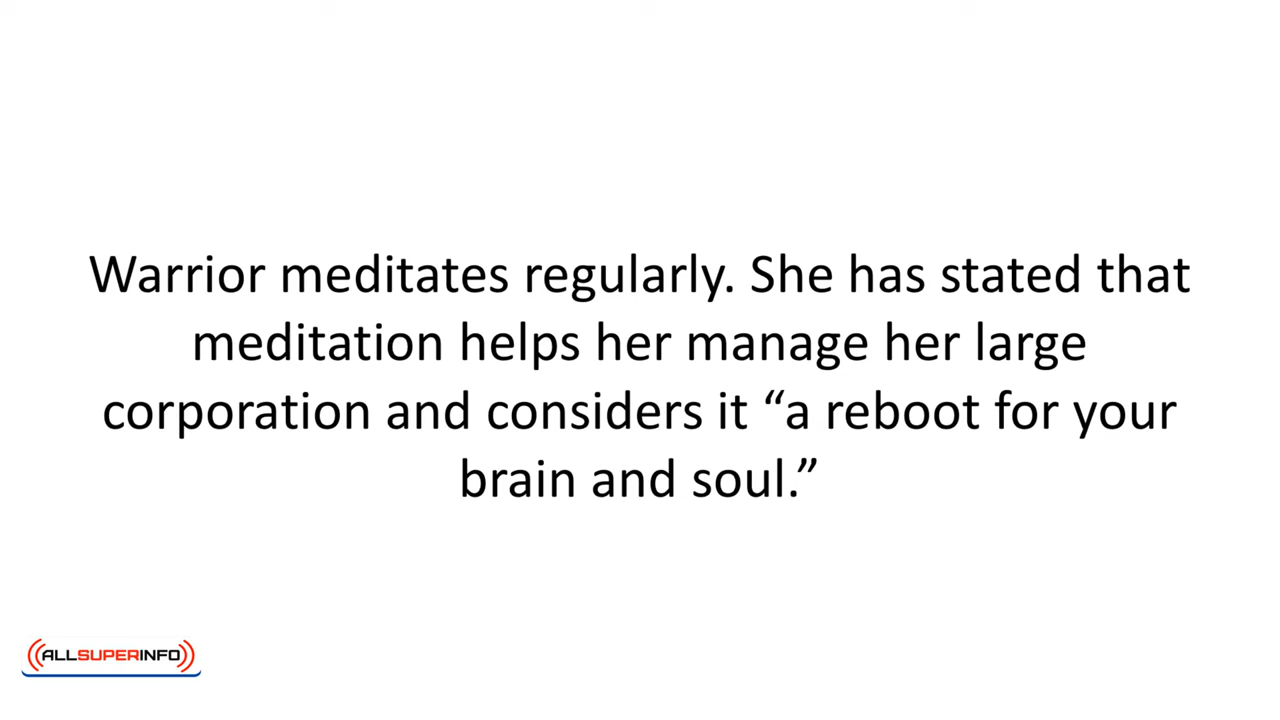 Warrior meditates regularly. She has stated that
meditation helps her manage her large
corporation and considers it “a reboot for your
brain and soul.”
ALLSUPERINFO